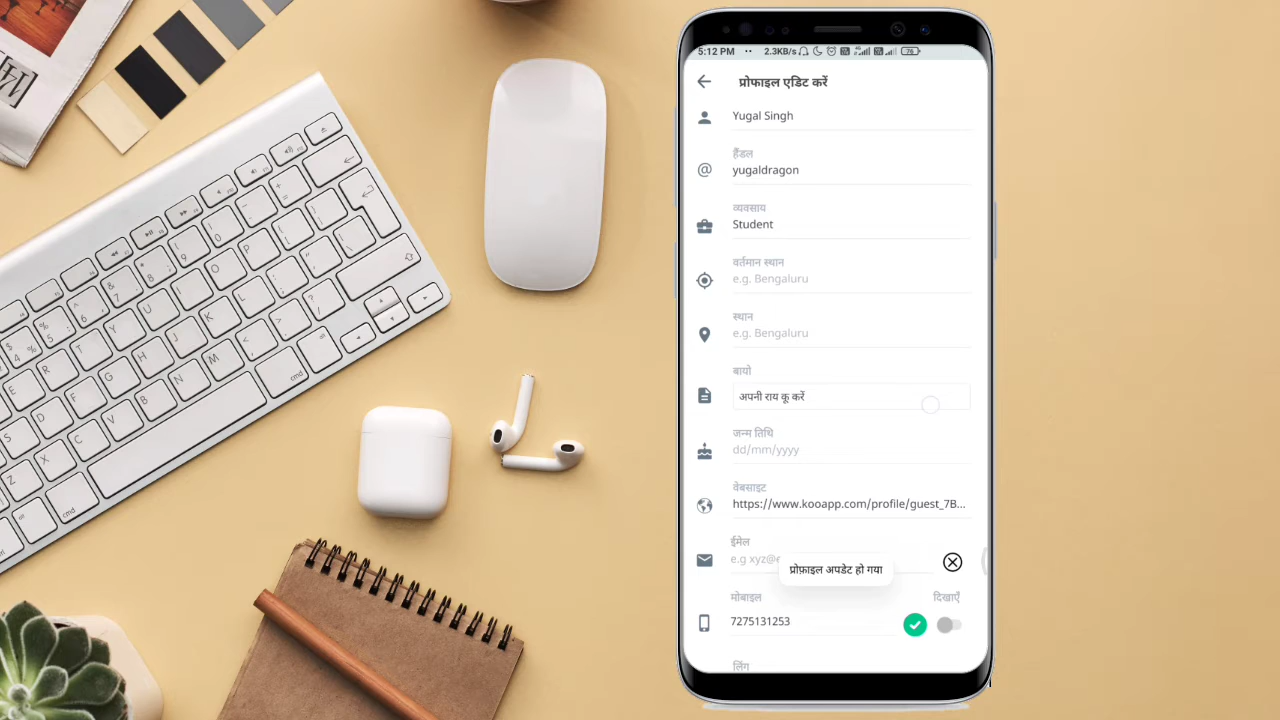 5:12 PM
2.3KB/s
76
प्रोफाइल एडिट करें
Yugal Singh
हैंडल
@
yugaldragon
व्यवसाय
Student
वर्तमान स्थान
e.g. Bengaluru
स्थान
e.g. Bengaluru
बायो
अपनी राय कू करें
जन्म तिथि
dd/mm/yyyy
वेबसाइट
https://www.kooapp.com/profile/guest_7B...
ईमेल
e.g xyz@
प्रोफ़ाइल अपडेट हो गया
मोबाइल
दिखाएँ
7275131253
लिंग